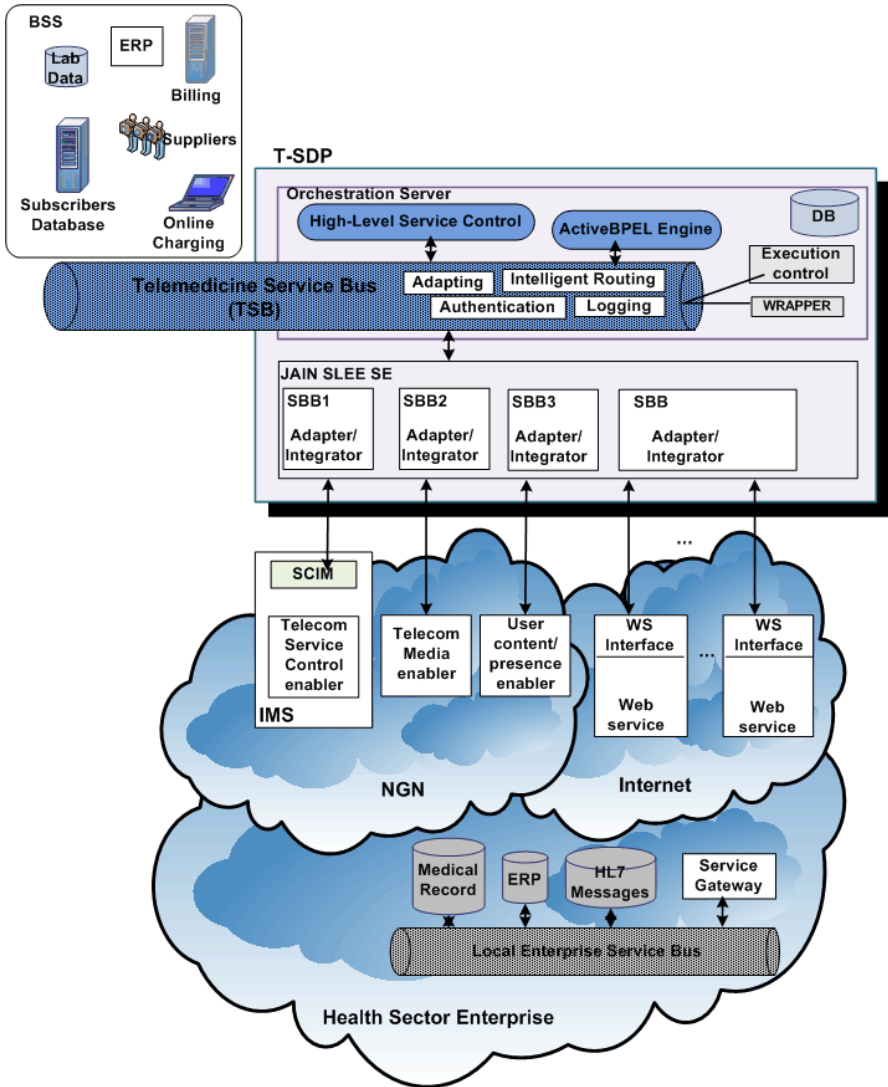 BSS
Lab
Data
ERP
Billing
Suppliers
Subscribers
Database
Online
Charging
T-SDP
Orchestration Server
High-Level Service Control
ActiveBPEL Engine
DB
Execution
control
WRAPPER
Telemedicine Service Bus
(TSB)
Adapting
Intelligent Routing
Authentication
Logging
JAIN SLEE SE
SBB1
Adapter/
Integrator
SBB2
Adapter/
Integrator
SBB3
Adapter/
Integrator
SBB
Adapter/
Integrator
...
SCIM
Telecom
Service
Control
enabler
IMS
Telecom
Media
enabler
User
content/
presence
enabler
WS
Interface
Web
service
...
WS
Interface
Web
service
NGN
Internet
Medical
Record
ERP
HL7
Messages
Service
Gateway
Local Enterprise Service Bus
Health Sector Enterprise